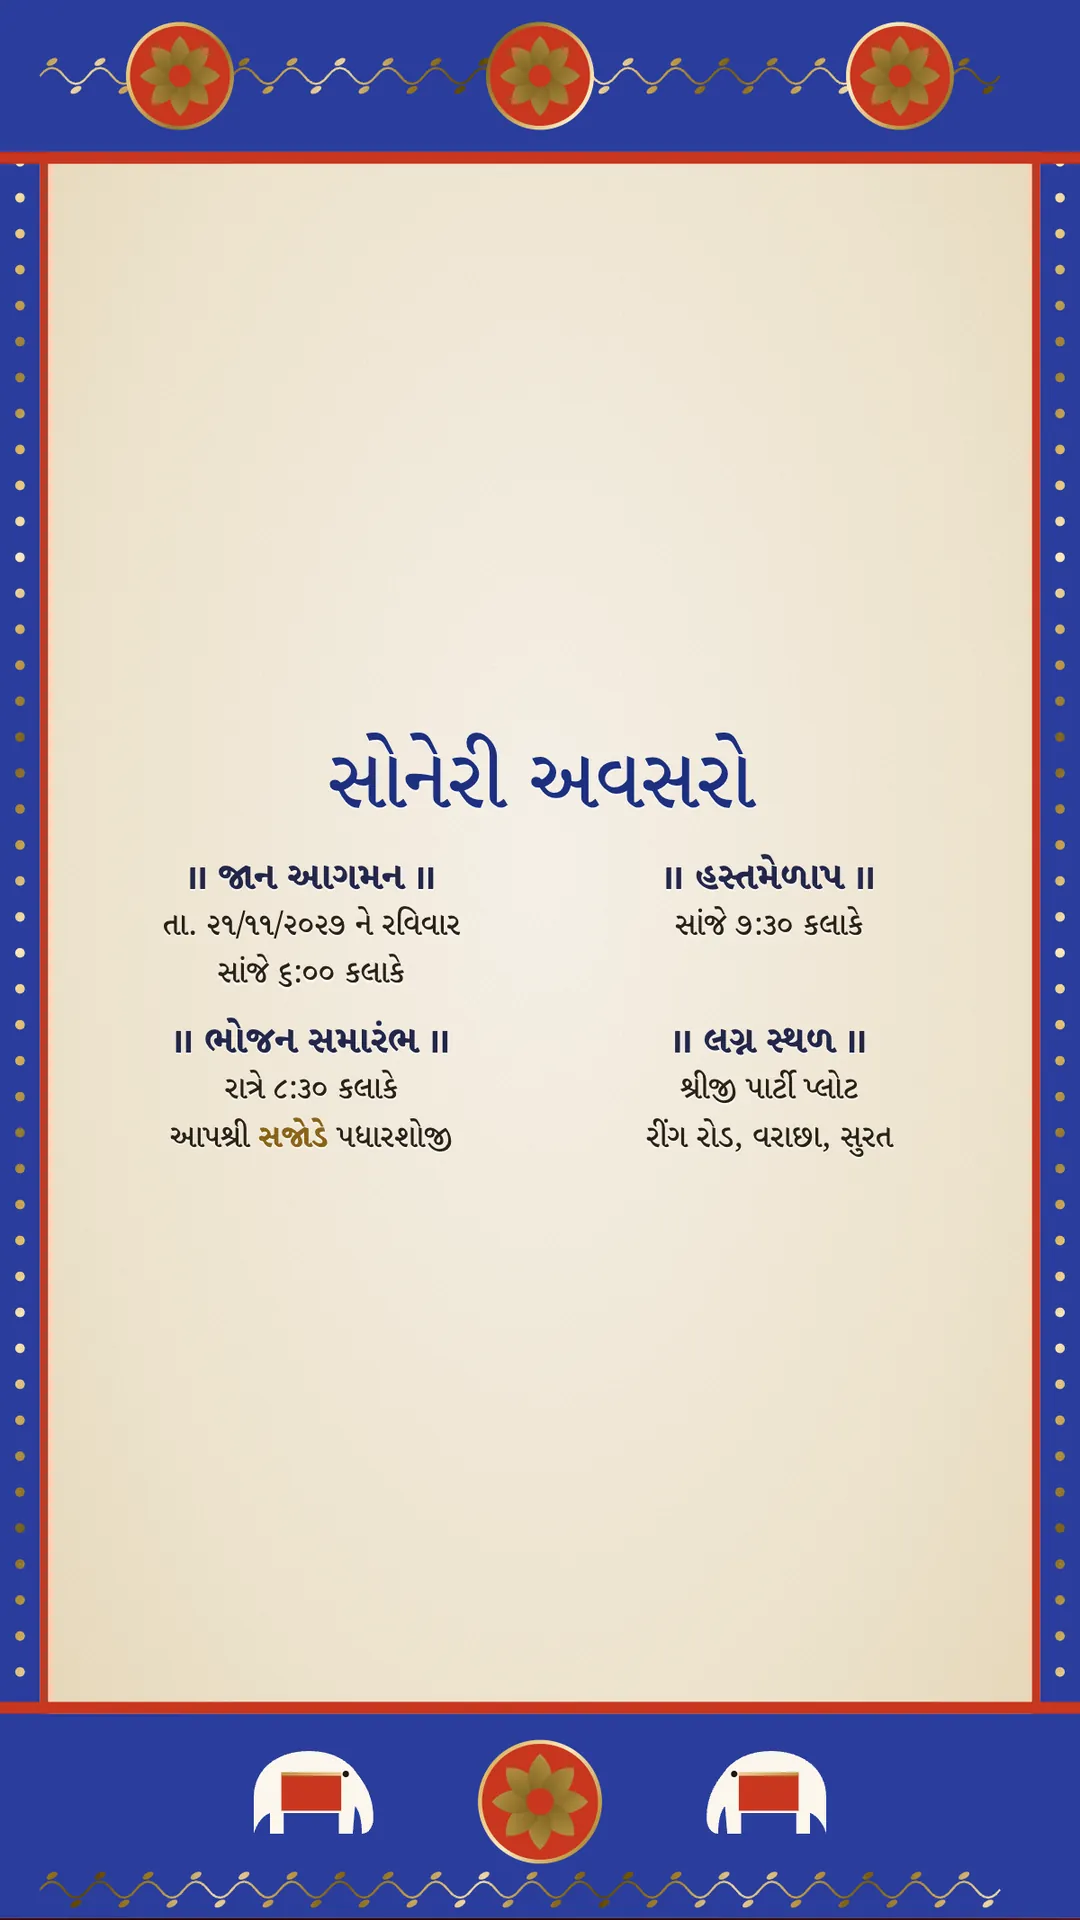 સોનેરી અવસરો
॥ જાન આગમન ॥
તા. ૨૧/૧૧/૨૦૨૭ ને રવિવાર
સાંજે ૬:૦૦ કલાકે
॥ હસ્તમેળાપ ॥
સાંજે ૭:૩૦ કલાકે
॥ ભોજન સમારંભ ॥
રાત્રે ૮:૩૦ કલાકે
આપશ્રી સજોડે પધારશોજી
॥ લગ્ન સ્થળ ॥
શ્રીજી પાર્ટી પ્લોટ
રીંગ રોડ, વરાછા, સુરત